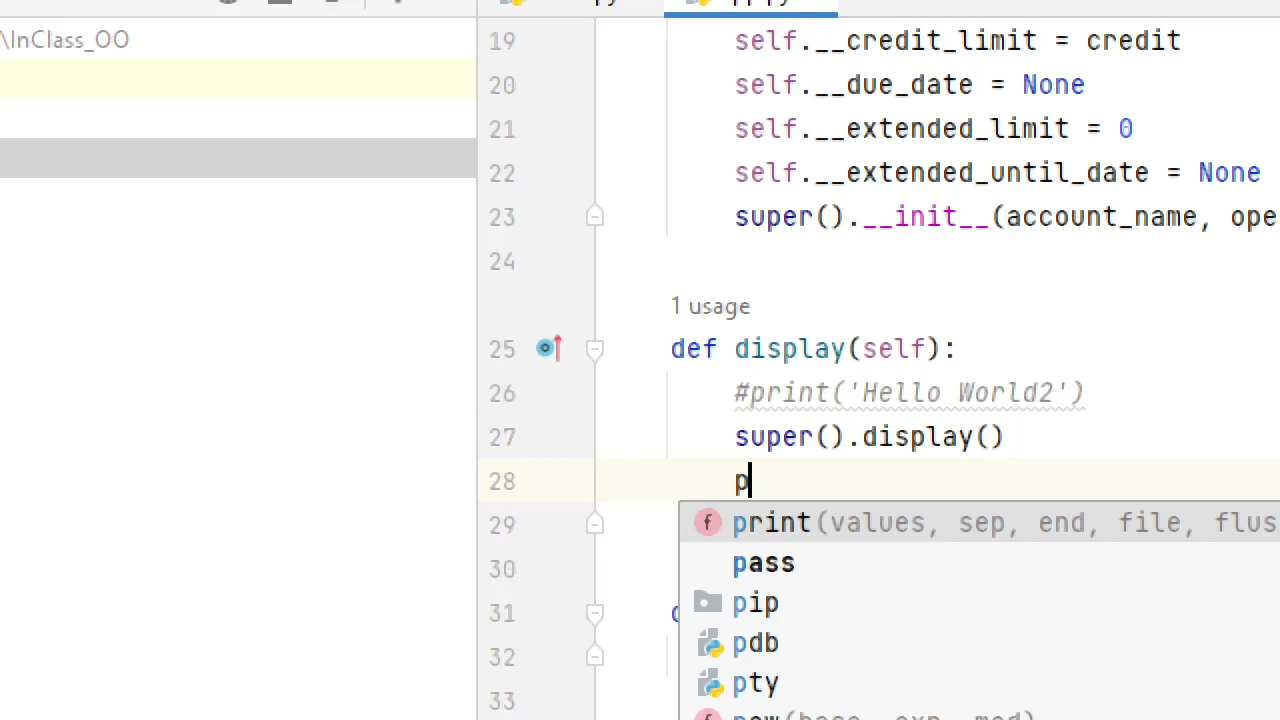 \InClass_OO
19 self.__credit_limit = credit
20 self.__due_date = None
21 self.__extended_limit = 0
22 self.__extended_until_date = None
23 super().__init__(account_name, ope
24
1 usage
25 def display(self):
26 #print('Hello World2')
27 super().display()
28 p
29 print(values, sep, end, file, flus
pass
30
pip
31
pdb
32
pty
33